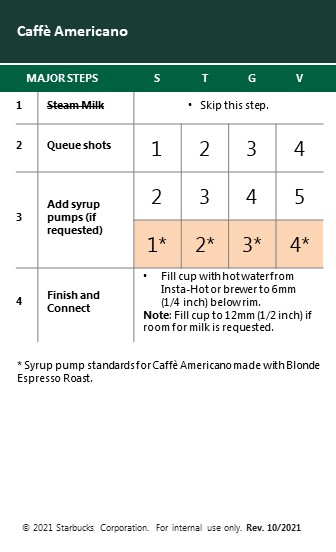 Caffè Americano
MAJOR STEPS S T G V
1 Steam Milk • Skip this step.
2 Queue shots 1 2 3 4
3 Add syrup pumps (if requested) 2 3 4 5
1* 2* 3* 4*
4 Finish and Connect
• Fill cup with hot water from
Insta-Hot or brewer to 6mm
(1/4 inch) below rim.
Note: Fill cup to 12mm (1/2 inch) if
room for milk is requested.
* Syrup pump standards for Caffè Americano made with Blonde
Espresso Roast.
© 2021 Starbucks Corporation. For internal use only. Rev. 10/2021